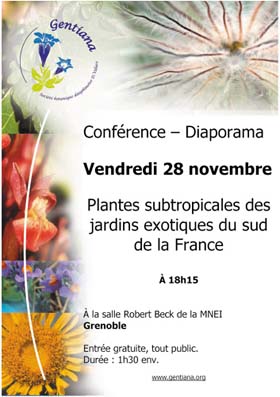 Gentiana
Société botanique dauphinoise D. Villars
Conférence – Diaporama
Vendredi 28 novembre
Plantes subtropicales des
jardins exotiques du sud
de la France
À 18h15
À la salle Robert Beck de la MNEI
Grenoble
Entrée gratuite, tout public.
Durée : 1h30 env.
www.gentiana.org